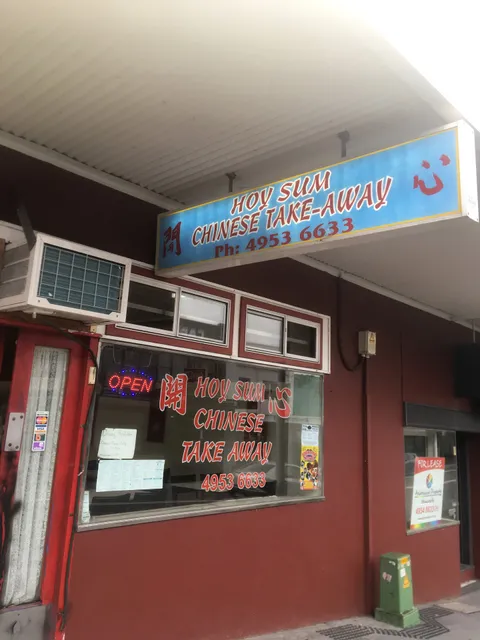 HOY SUM
CHINESE TAKE-AWAY
Ph: 4953 6633
開
心
OPEN
開 HOY SUM 心
CHINESE
TAKE AWAY
4953 6633
FOR LEASE